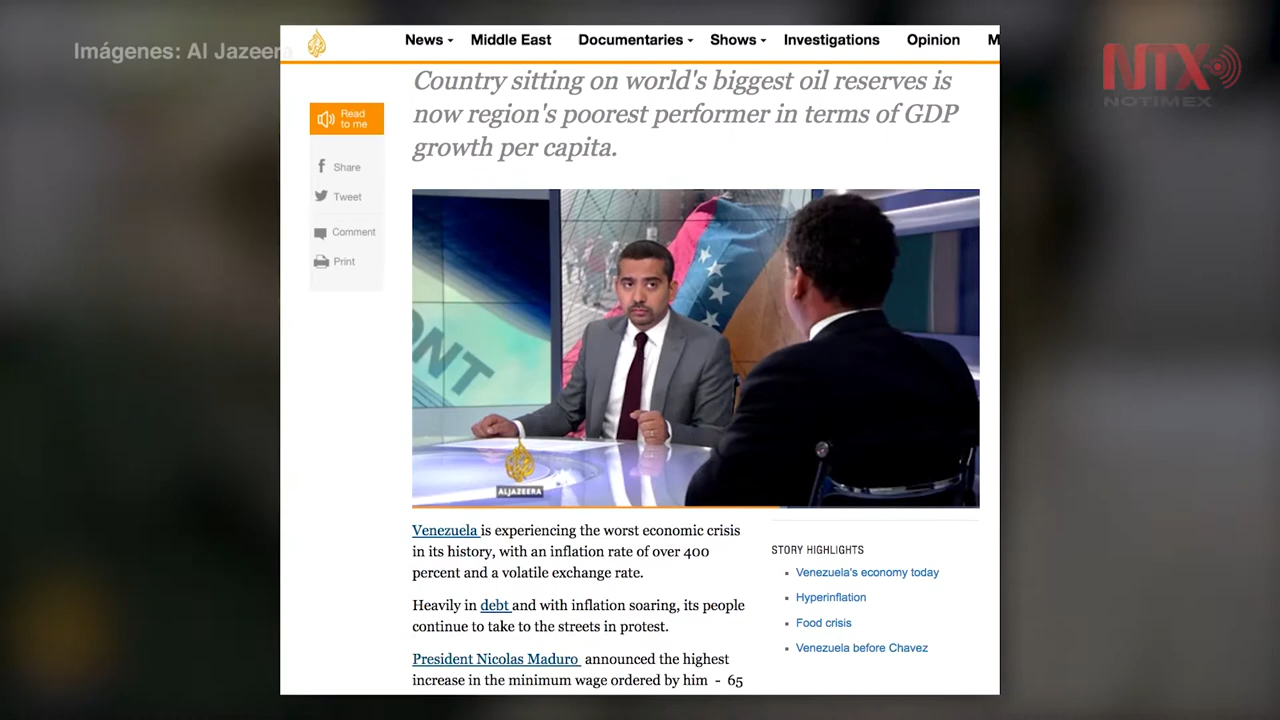 Imágenes: Al Jazeera
News
Middle East
Documentaries
Shows
Investigations
Opinion
M
NTX
NOTIMEX
Country sitting on world's biggest oil reserves is
now region's poorest performer in terms of GDP
growth per capita.
Read
to me
Share
Tweet
Comment
Print
ONT
ALJAZEERA
Venezuela is experiencing the worst economic crisis
in its history, with an inflation rate of over 400
percent and a volatile exchange rate.
Heavily in debt and with inflation soaring, its people
continue to take to the streets in protest.
President Nicolas Maduro announced the highest
increase in the minimum wage ordered by him - 65
STORY HIGHLIGHTS
Venezuela's economy today
Hyperinflation
Food crisis
Venezuela before Chavez